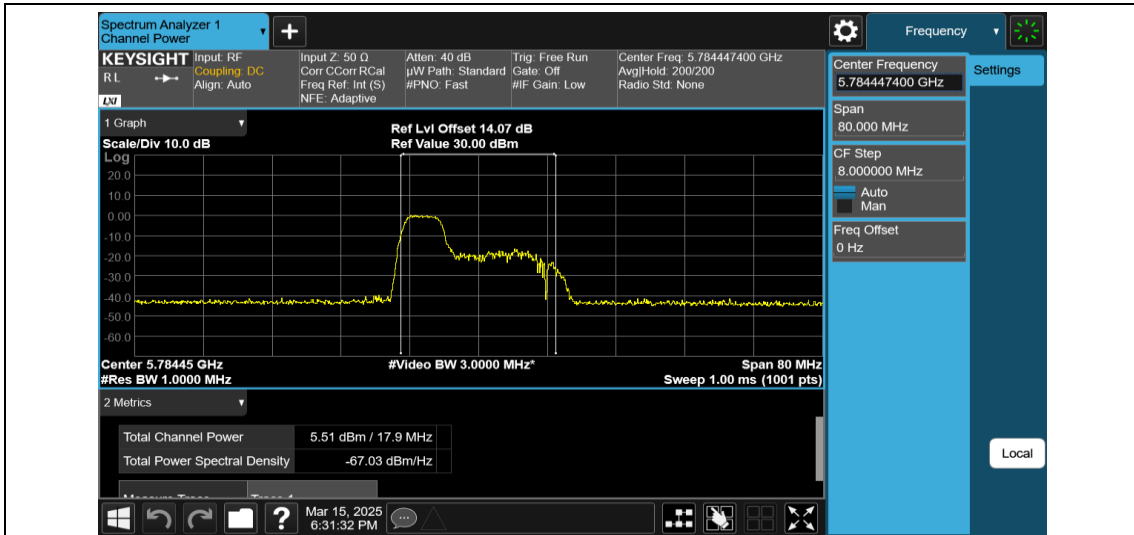 Spectrum Analyzer 1
Channel Power
Frequency
KEYSIGHT
R L
LXI
Input: RF
Coupling: DC
Align: Auto
Input Z: 50 Ω
Corr CCorr RCal
Freq Ref: Int (S)
NFE: Adaptive
Atten: 40 dB
µW Path: Standard
#PNO: Fast
Trig: Free Run
Gate: Off
#IF Gain: Low
Center Freq: 5.784447400 GHz
Avg|Hold: 200/200
Radio Std: None
Center Frequency
5.784447400 GHz
Settings
Span
80.000 MHz
CF Step
8.000000 MHz
Auto
Man
Freq Offset
0 Hz
Local
1 Graph
Scale/Div 10.0 dB
Ref Lvl Offset 14.07 dB
Ref Value 30.00 dBm
Log
20.0
10.0
0.00
-10.0
-20.0
-30.0
-40.0
-50.0
-60.0
Center 5.78445 GHz
#Video BW 3.0000 MHz*
Span 80 MHz
#Res BW 1.0000 MHz
Sweep 1.00 ms (1001 pts)
2 Metrics
Total Channel Power 5.51 dBm / 17.9 MHz
Total Power Spectral Density -67.03 dBm/Hz
?
Mar 15, 2025
6:31:32 PM